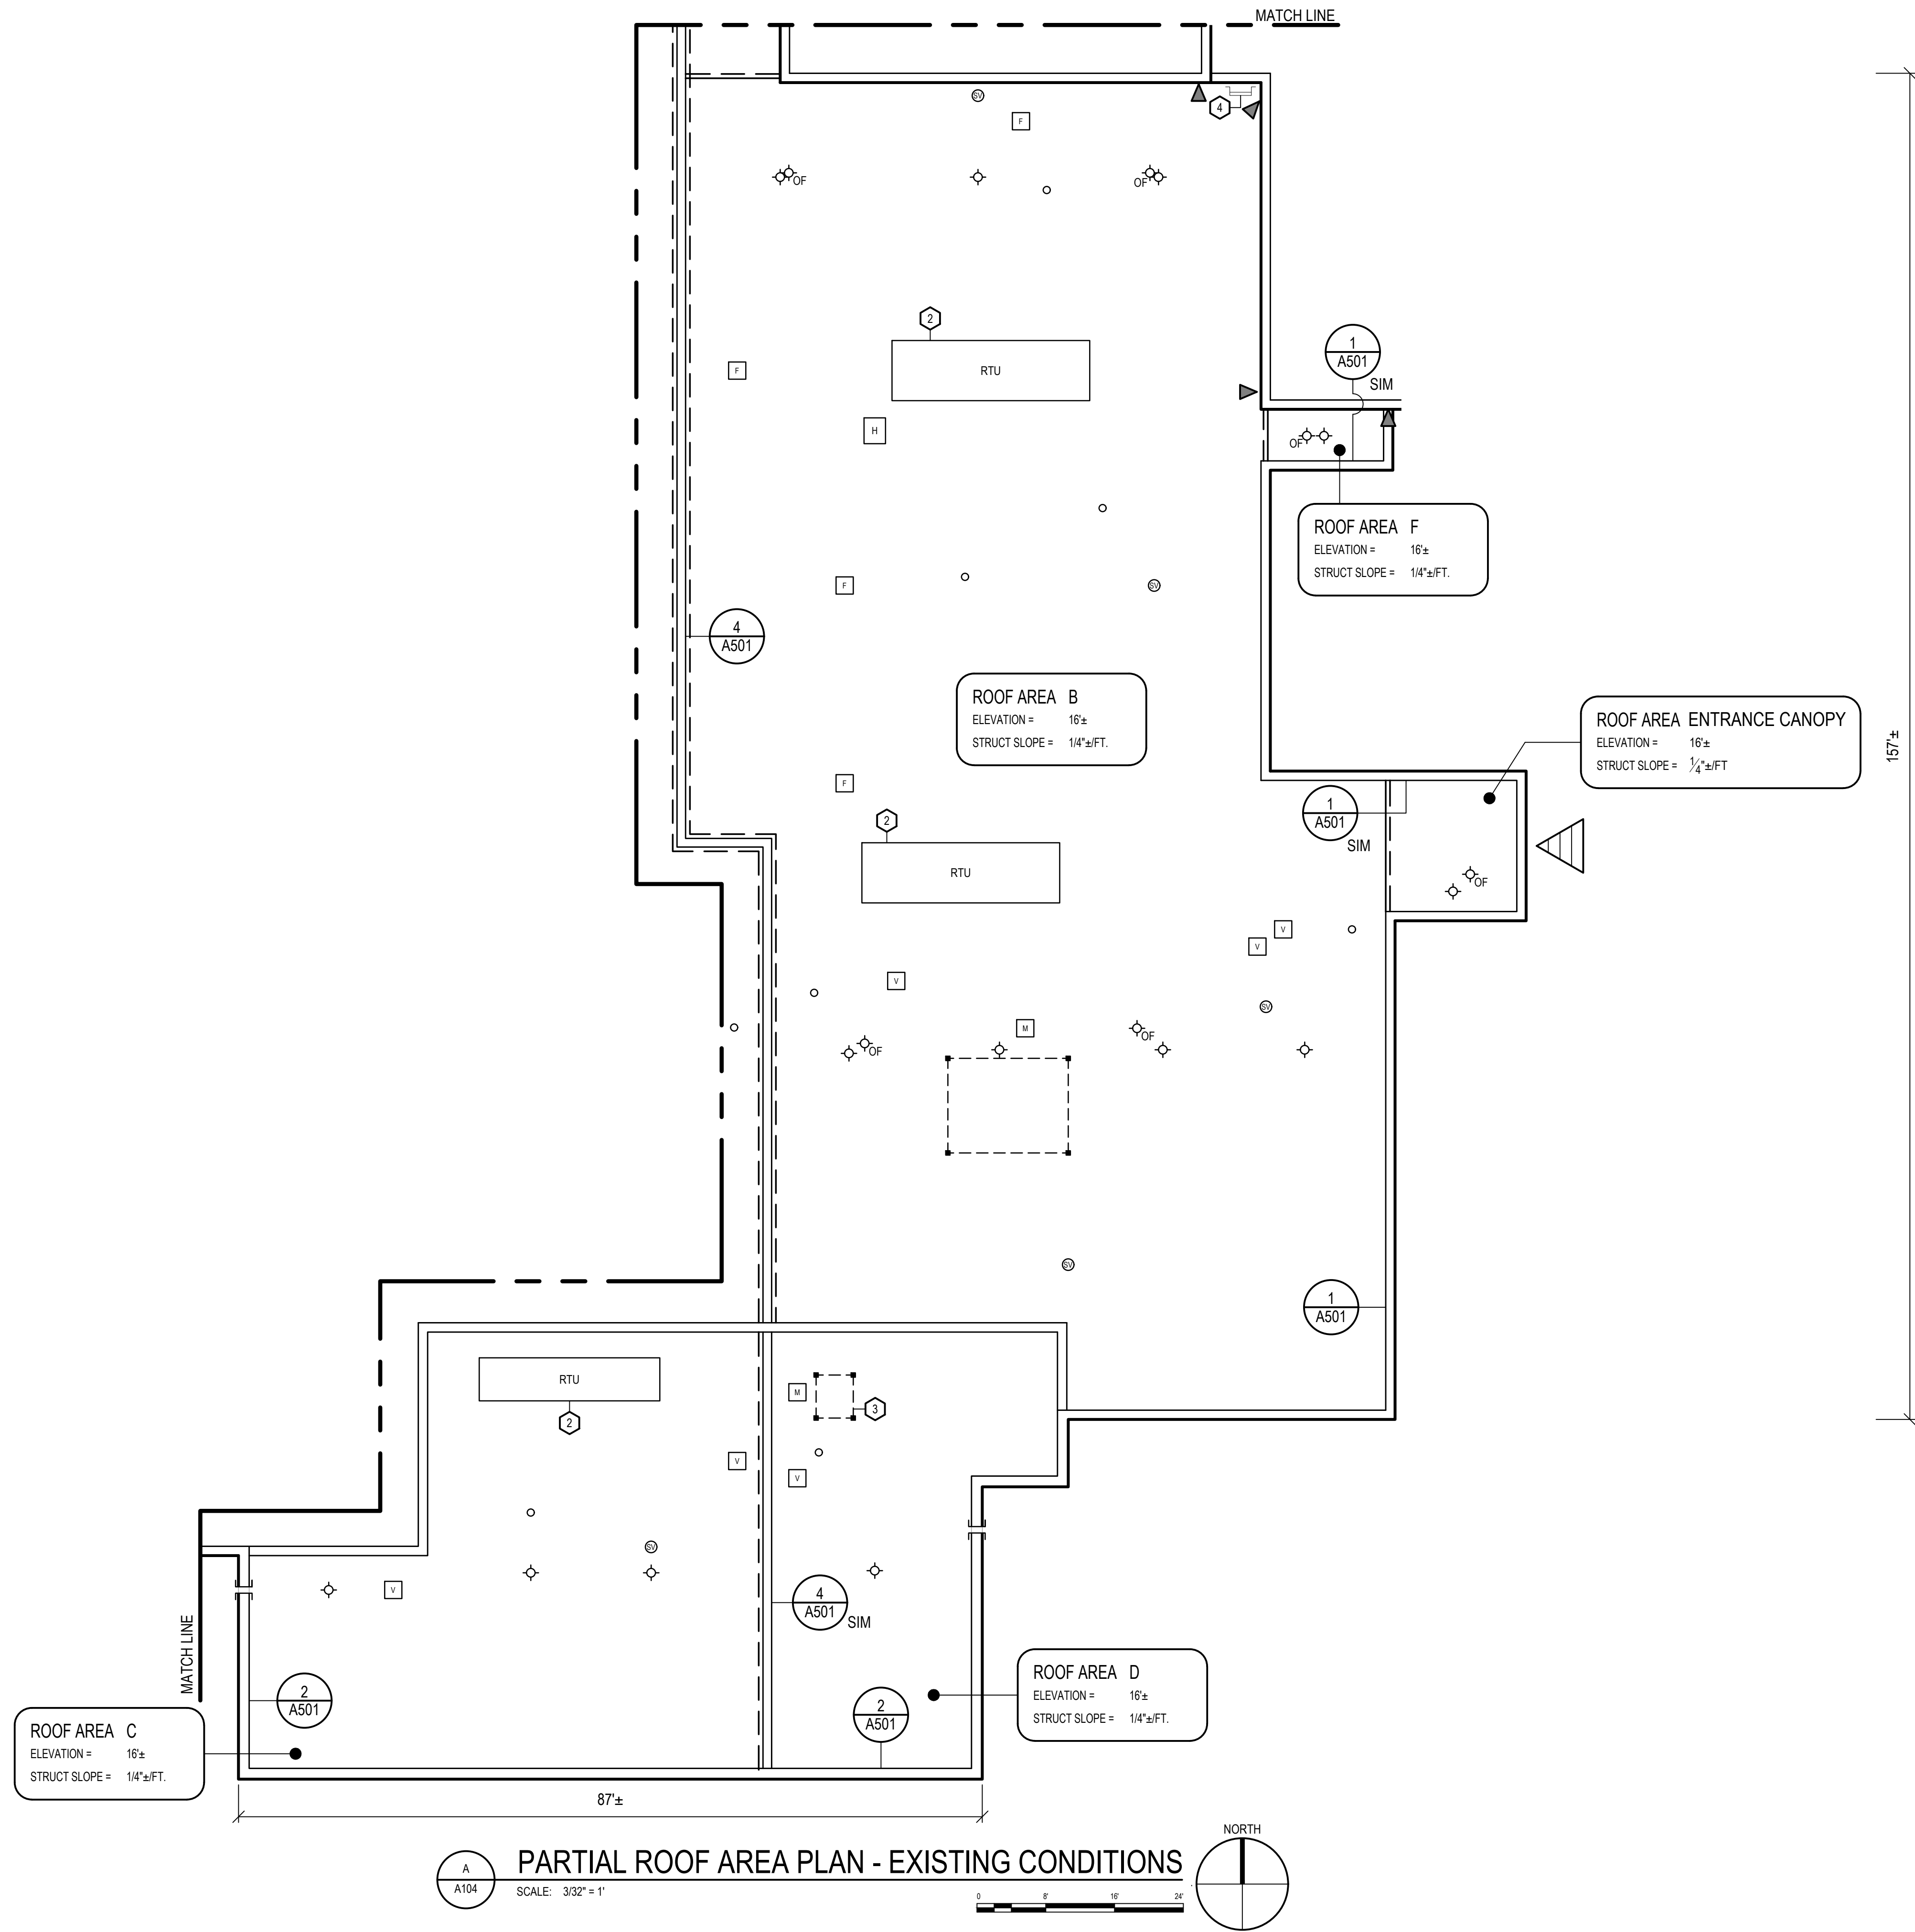 MATCH LINE
SV
F
4
OF
OF
2
RTU
F
1
A501
SIM
H
OF
ROOF AREA F
ELEVATION = 16'±
STRUCT SLOPE = 1/4"±/FT.
F
SV
4
A501
ROOF AREA B
ELEVATION = 16'±
STRUCT SLOPE = 1/4"±/FT.
ROOF AREA ENTRANCE CANOPY
ELEVATION = 16'±
STRUCT SLOPE = 1/4"±/FT
157'±
F
1
A501
SIM
2
RTU
OF
V
V
V
SV
M
OF
OF
SV
1
A501
RTU
2
M
3
V
V
SV
V
4
A501
SIM
MATCH LINE
2
A501
2
A501
ROOF AREA D
ELEVATION = 16'±
STRUCT SLOPE = 1/4"±/FT.
ROOF AREA C
ELEVATION = 16'±
STRUCT SLOPE = 1/4"±/FT.
87'±
NORTH
A
A104
PARTIAL ROOF AREA PLAN - EXISTING CONDITIONS
SCALE: 3/32" = 1'
0 8' 16' 24'